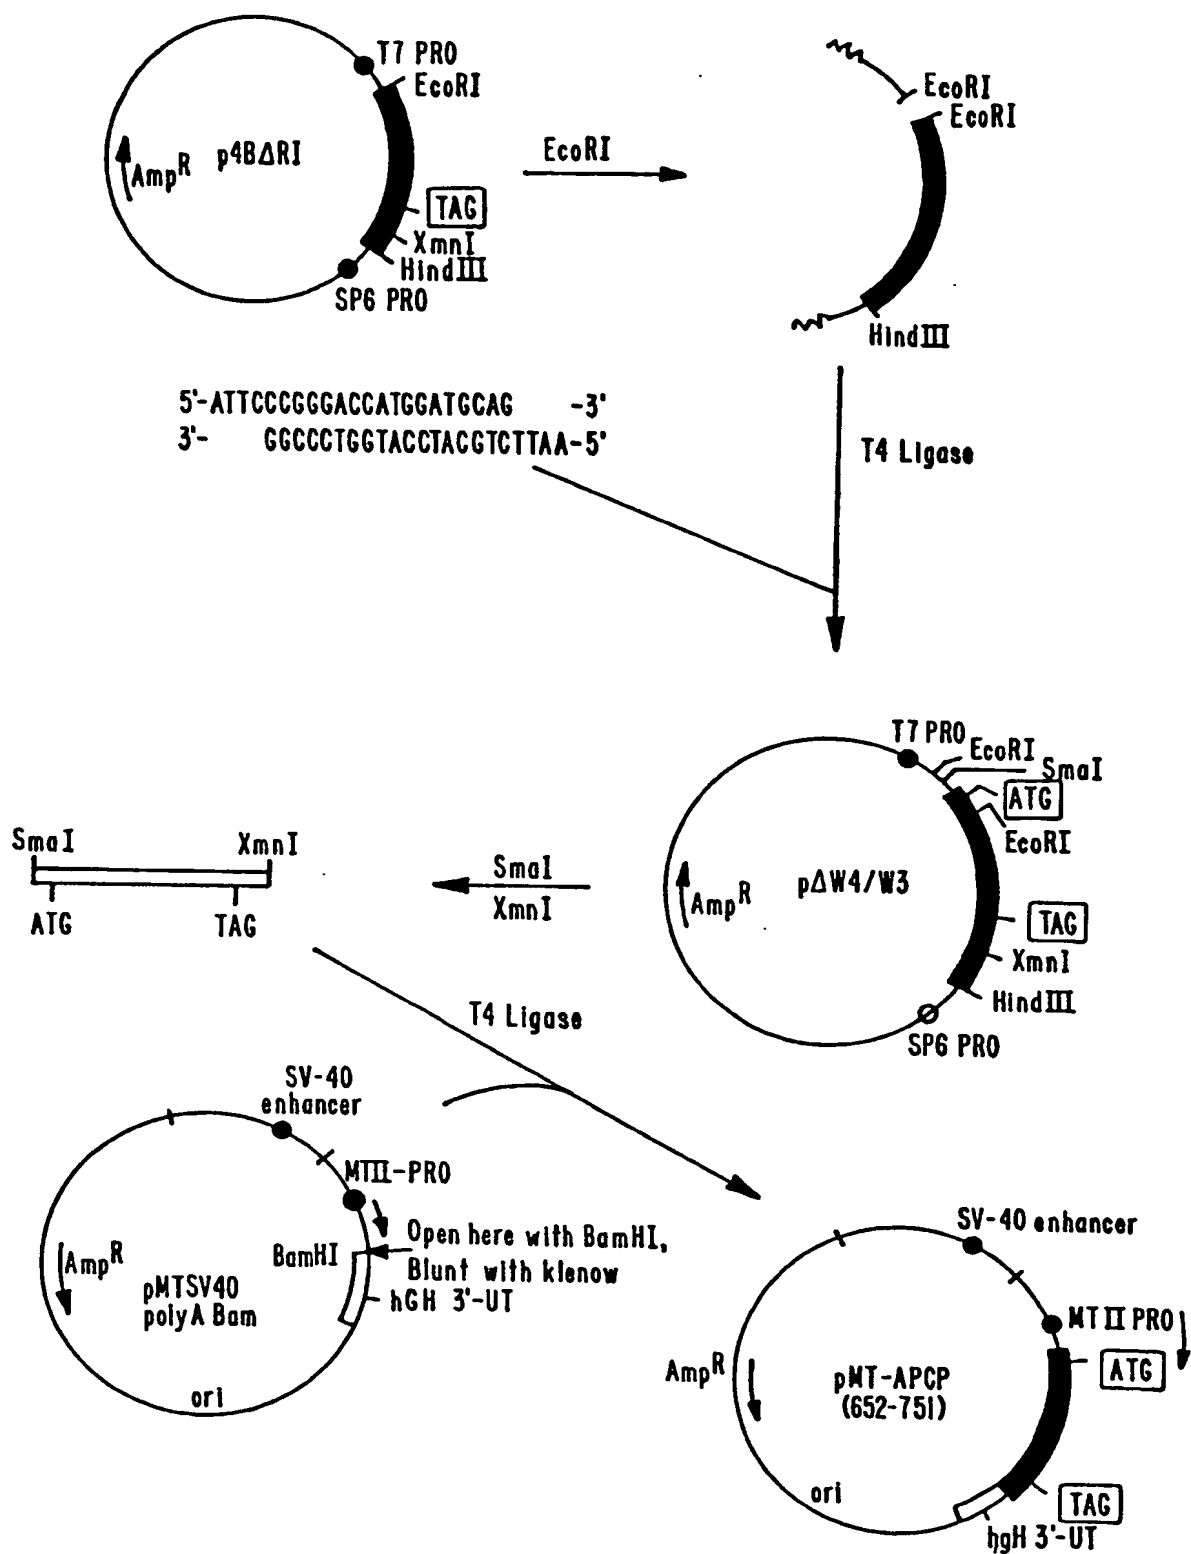 T7 PRO
EcoRI
p4BΔRI
AmpR
TAG
XmnI
HindIII
SP6 PRO
EcoRI
EcoRI
EcoRI
HindIII
5'-ATTCCCGGGACCATGGATGCAG -3'
3'- GGCCCTGGTACCTACGTCTTAA-5'
T4 Ligase
T7 PRO
EcoRI
SmaI
ATG
EcoRI
pΔW4/W3
AmpR
TAG
XmnI
HindIII
SP6 PRO
SmaI
XmnI
SmaI
XmnI
ATG
TAG
T4 Ligase
SV-40
enhancer
MTII-PRO
BamHI
Open here with BamHI,
Blunt with klenow
AmpR
pMTSV40
polyA Bam
hGH 3'-UT
ori
SV-40 enhancer
MT II PRO
ATG
AmpR
pMT-APCP
(652-751)
ori
TAG
hgH 3'-UT